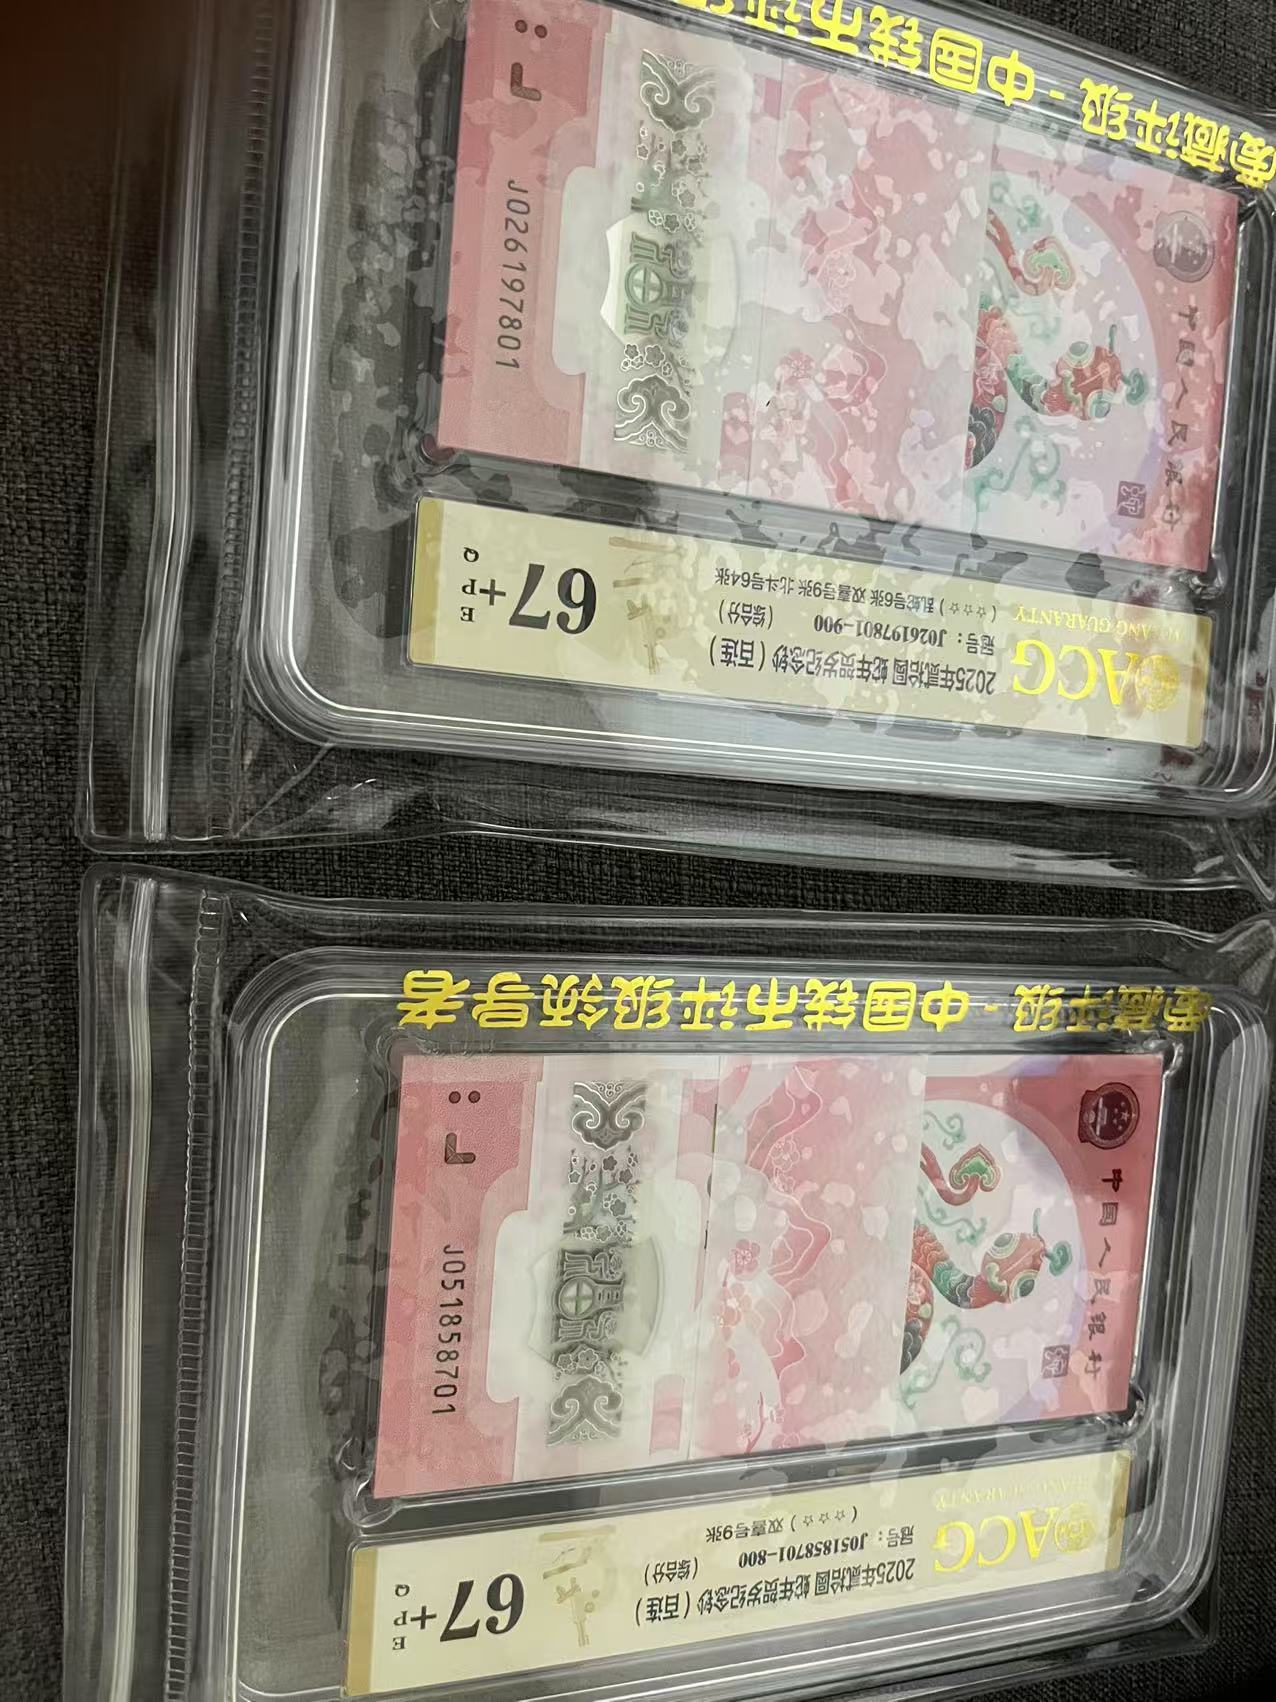 爱藏评级 - 中国钱币评级
中国人民银行
J026197801
ACG
2025年贰拾圆 蛇年贺岁纪念钞（百连）
冠号：J026197801-900 （综合分）
（☆☆☆）乱蛇号6张 双喜号9张 北斗号64张
67+
E
P
Q
爱藏评级 - 中国钱币评级领导者
中国人民银行
J051858701
ACG
2025年贰拾圆 蛇年贺岁纪念钞（百连）
冠号：J051858701-800 （综合分）
（☆☆☆）双喜号9张
67+
E
P
Q